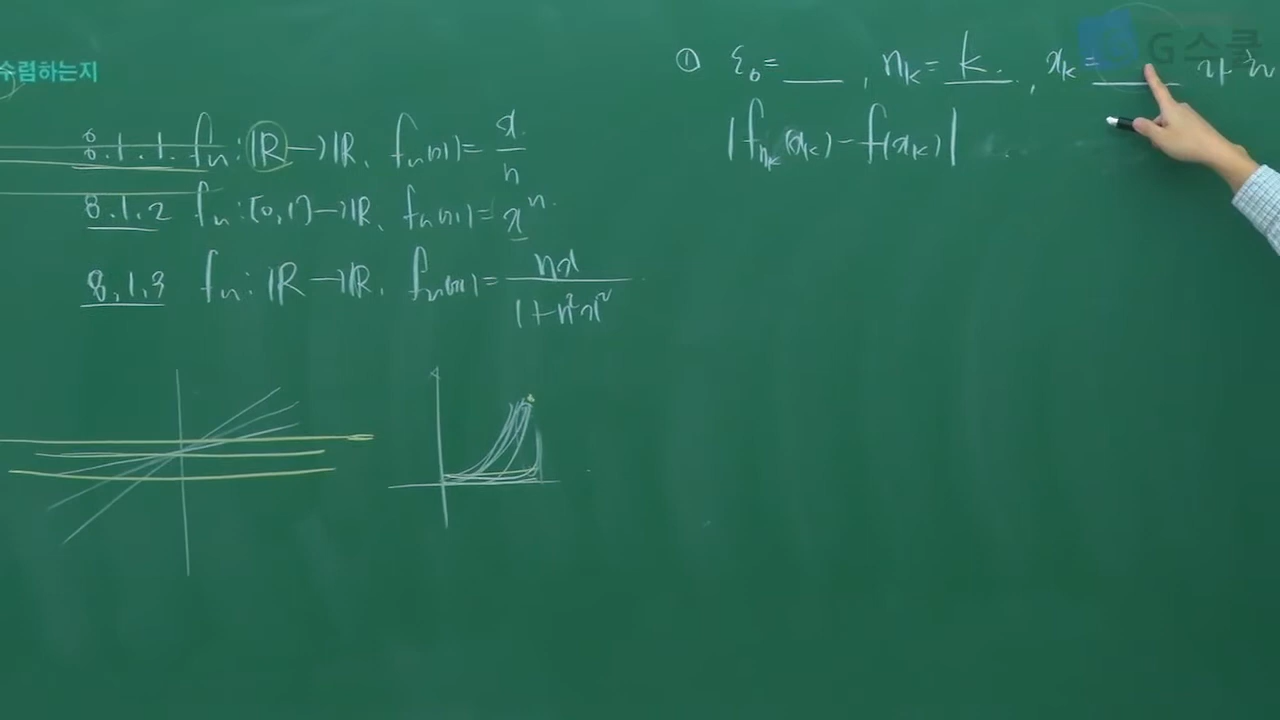 수렴하는지
8.1.1. fₙ : ℝ → ℝ, fₙ(x) = x/n
8.1.2 fₙ : [0, 1] → ℝ, fₙ(x) = xⁿ.
8.1.3 fₙ : ℝ → ℝ, fₙ(x) = nx/(1+n²x²)
① ε₀ = ___ , n_k = k. , x_k = ___
|f_{n_k}(x_k) - f(x_k)|
G스쿨